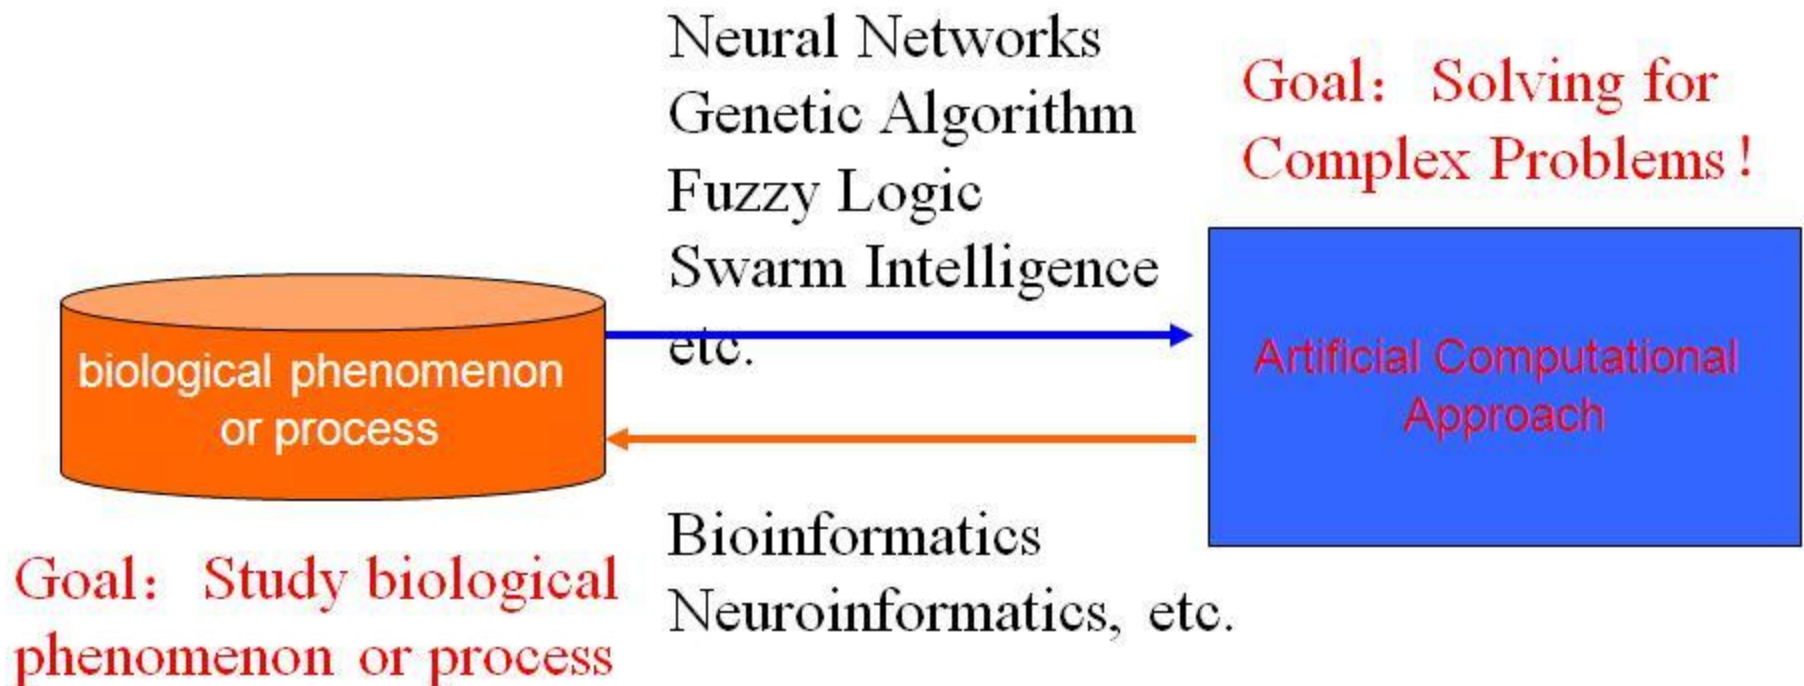 Neural Networks
Genetic Algorithm
Fuzzy Logic
Swarm Intelligence
etc.
Goal：Solving for
Complex Problems！
biological phenomenon
or process
Artificial Computational
Approach
Bioinformatics
Neuroinformatics, etc.
Goal：Study biological
phenomenon or process